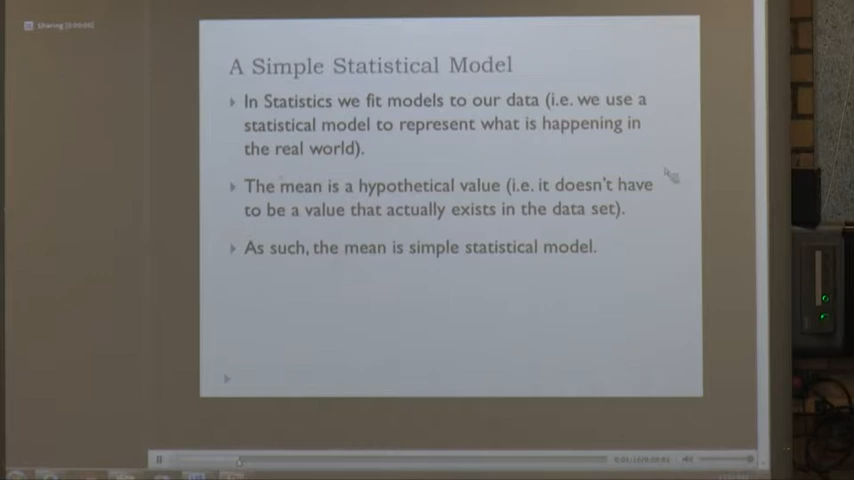 Sharing
A Simple Statistical Model
In Statistics we fit models to our data (i.e. we use a
statistical model to represent what is happening in
the real world).
The mean is a hypothetical value (i.e. it doesn't have
to be a value that actually exists in the data set).
As such, the mean is simple statistical model.